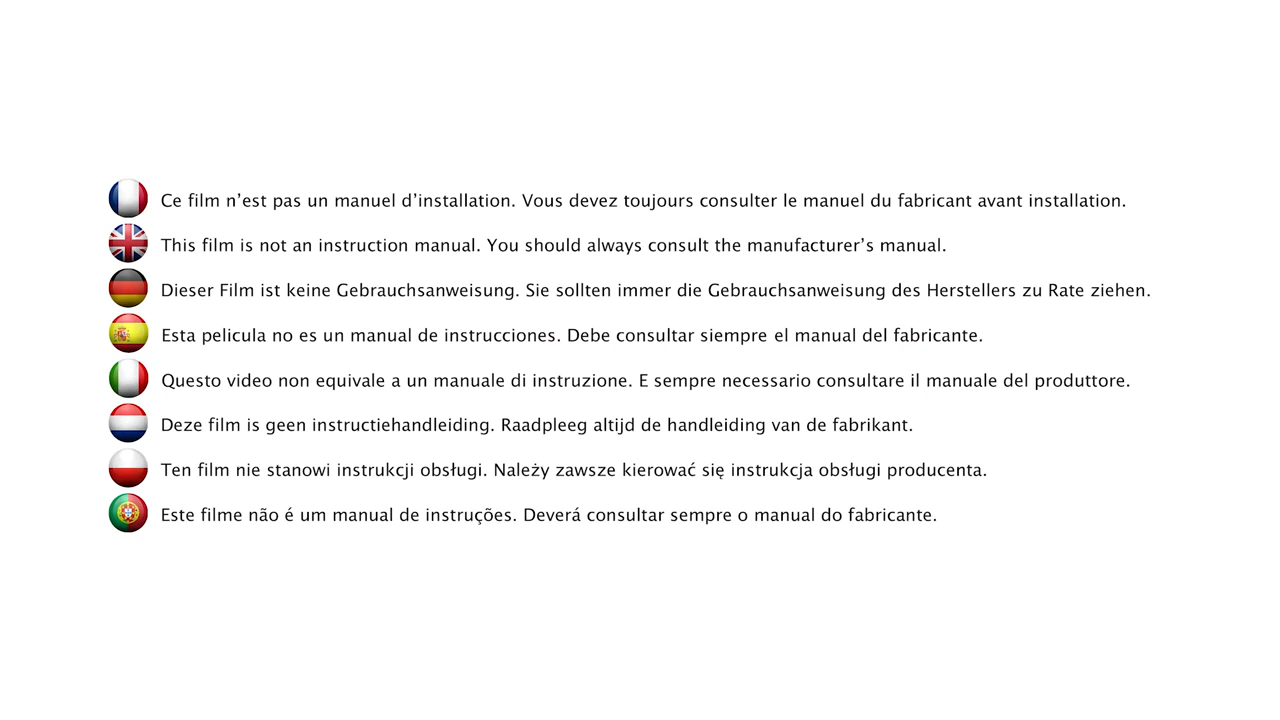 Ce film n’est pas un manuel d’installation. Vous devez toujours consulter le manuel du fabricant avant installation.
This film is not an instruction manual. You should always consult the manufacturer’s manual.
Dieser Film ist keine Gebrauchsanweisung. Sie sollten immer die Gebrauchsanweisung des Herstellers zu Rate ziehen.
Esta pelicula no es un manual de instrucciones. Debe consultar siempre el manual del fabricante.
Questo video non equivale a un manuale di instruzione. E sempre necessario consultare il manuale del produttore.
Deze film is geen instructiehandleiding. Raadpleeg altijd de handleiding van de fabrikant.
Ten film nie stanowi instrukcji obsługi. Należy zawsze kierować się instrukcja obsługi producenta.
Este filme não é um manual de instruções. Deverá consultar sempre o manual do fabricante.